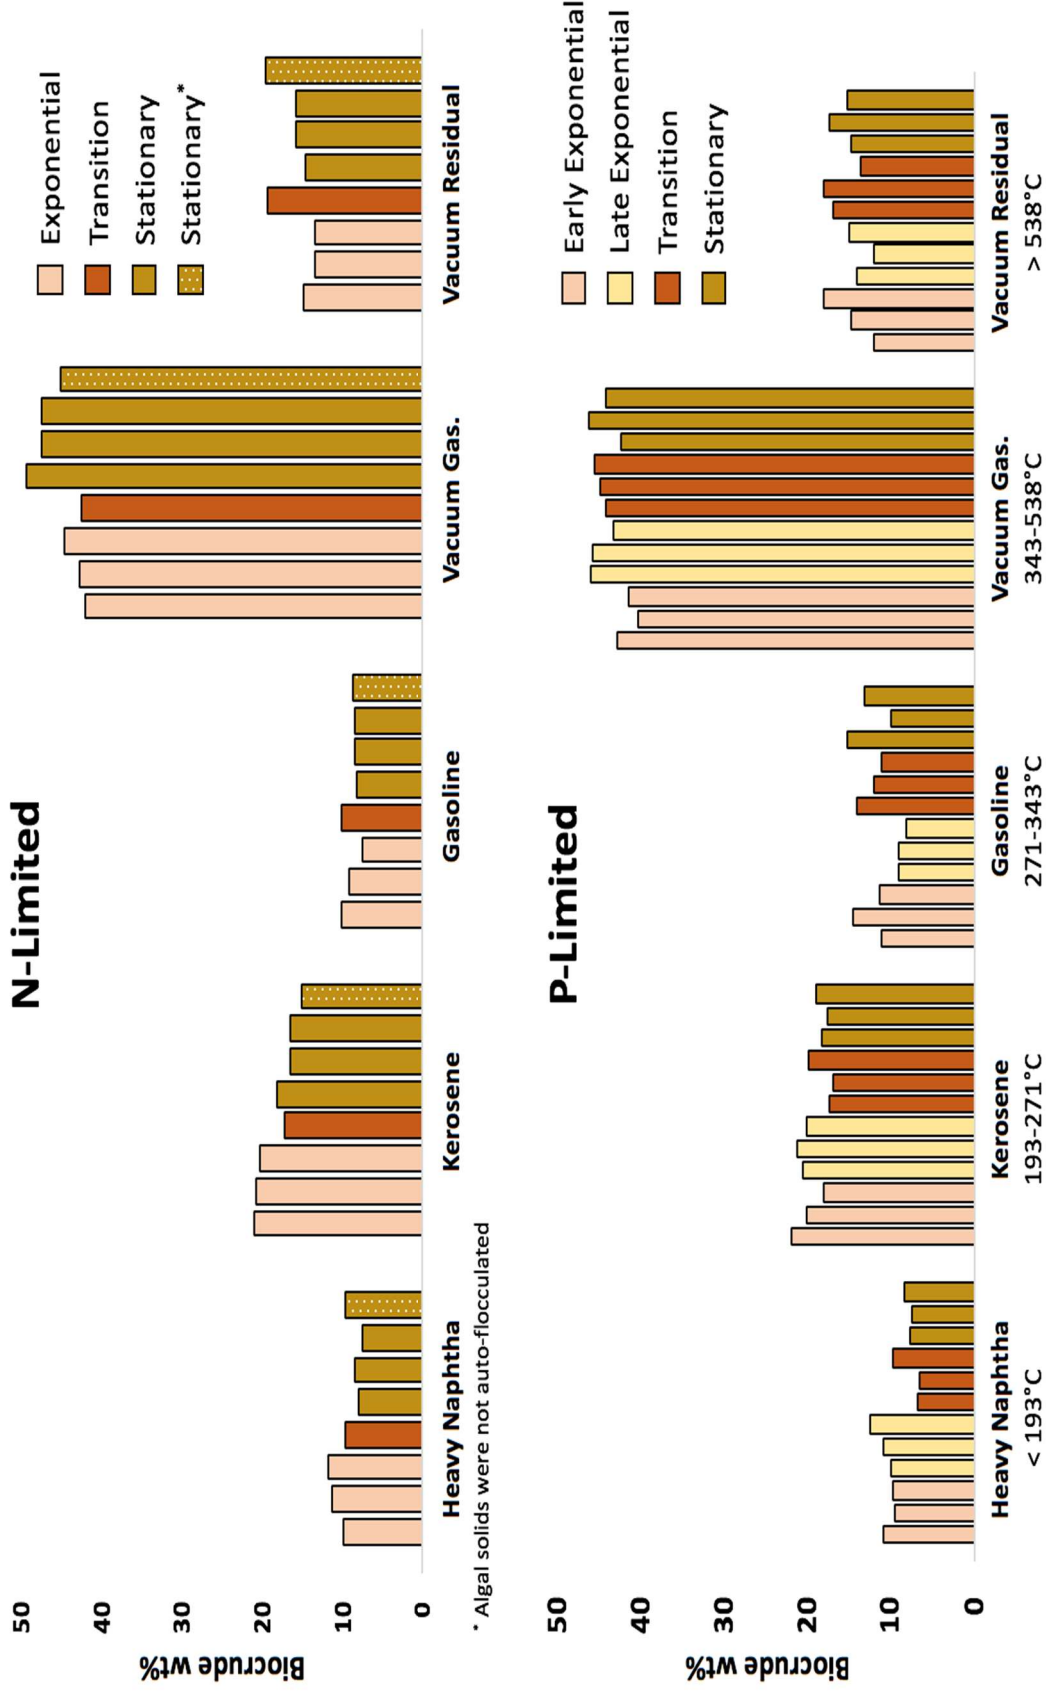 N-Limited
Biocrude wt%
50
40
30
20
10
0
Exponential
Transition
Stationary
Stationary*
Heavy Naphtha
Kerosene
Gasoline
Vacuum Gas.
Vacuum Residual
* Algal solids were not auto-flocculated
P-Limited
Biocrude wt%
50
40
30
20
10
0
Early Exponential
Late Exponential
Transition
Stationary
Heavy Naphtha
Kerosene
Gasoline
Vacuum Gas.
Vacuum Residual
< 193°C
193-271°C
271-343°C
343-538°C
> 538°C